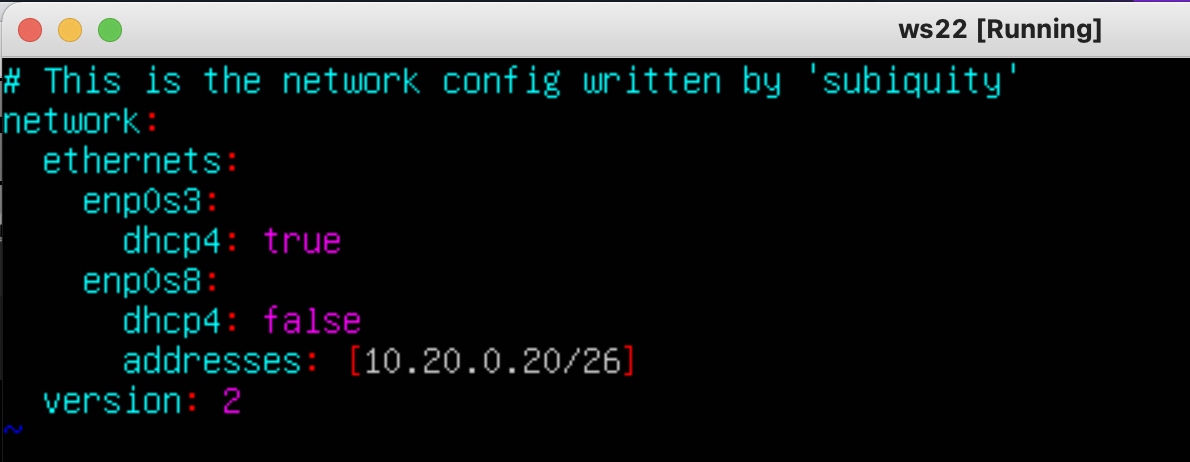 ws22 [Running]
# This is the network config written by 'subiquity'
network:
  ethernets:
    enp0s3:
      dhcp4: true
    enp0s8:
      dhcp4: false
      addresses: [10.20.0.20/26]
  version: 2
~